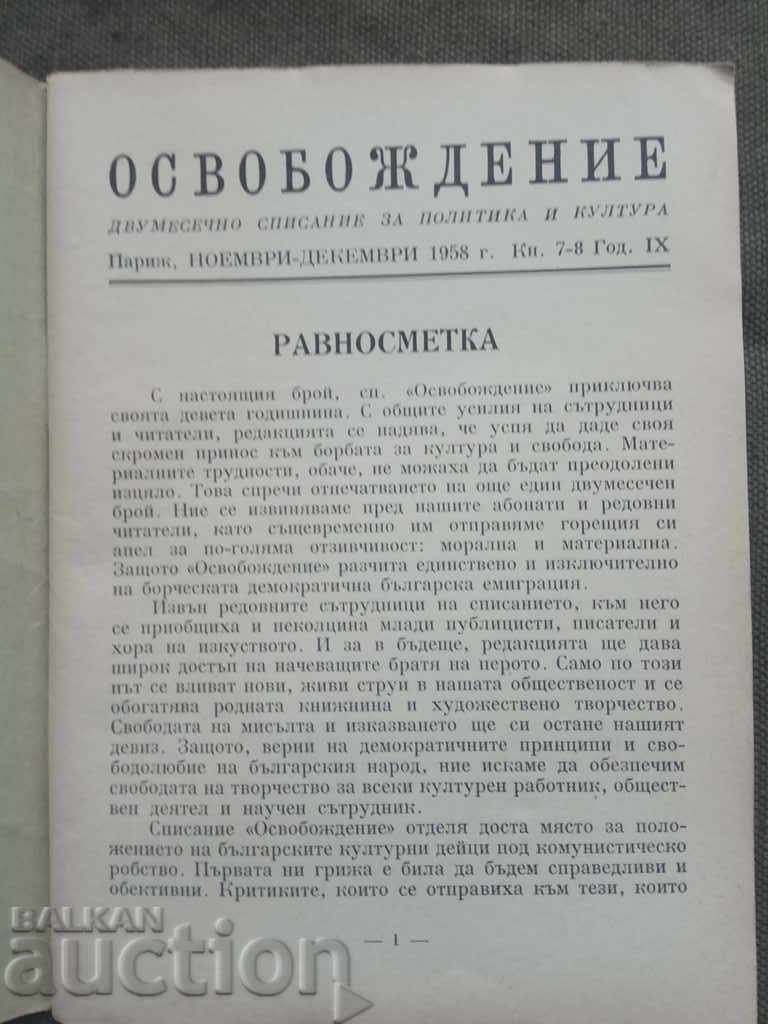 ОСВОБОЖДЕНИЕ
ДВУМЕСЕЧНО СПИСАНИЕ ЗА ПОЛИТИКА И КУЛТУРА
Париж, НОЕМВРИ-ДЕКЕМВРИ 1958 г. Кн. 7-8 Год. IX
РАВНОСМЕТКА
С настоящия брой, сп. «Освобождение» приключва
своята девета годишнина. С общите усилия на сътрудници
и читатели, редакцията се надява, че успя да даде своя
скромен принос към борбата за култура и свобода. Мате-
риалните трудности, обаче, не можаха да бъдат преодолени
изцяло. Това спречи отпечатването на още един двумесечен
брой. Ние се извиняваме пред нашите абонати и редовни
читатели, като същевременно им отправяме горещия си
апел за по-голяма отзивчивост: морална и материална.
Защото «Освобождение» разчита единствено и изключително
на борческата демократична българска емиграция.
Извън редовните сътрудници на списанието, към него
се приобщиха и неколцина млади публицисти, писатели и
хора на изкуството. И за в бъдеще, редакцията ще дава
широк достъп на начеващите братя на перото. Само по този
път се вливат нови, живи струи в нашата общественост и се
обогатява родната книжнина и художествено творчество.
Свободата на мисълта и изказването ще си остане нашият
девиз. Защото, верни на демократичните принципи и сво-
бодолюбие на българския народ, ние искаме да обезпечим
свободата на творчество за всеки културен работник, общест-
вен деятел и научен сътрудник.
Списание «Освобождение» отделя доста място за поло-
жението на българските културни дейци под комунистическо
робство. Първата ни грижа е била да бъдем справедливи и
обективни. Критиките, които се отправиха към тези, които
— 1 —
BALKAN
auction